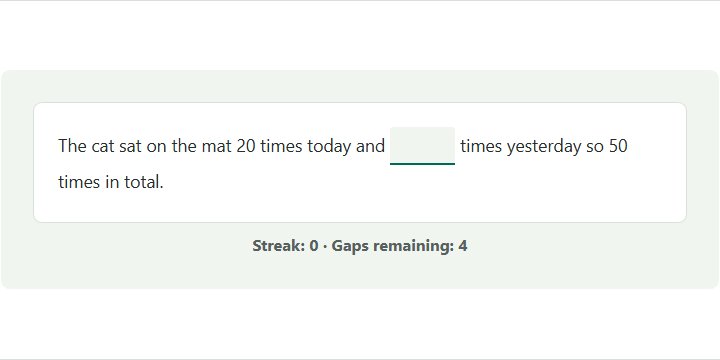 The cat sat on the mat 20 times today and times yesterday so 50
times in total.
Streak: 0 · Gaps remaining: 4